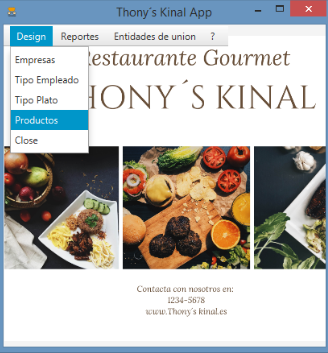 Thony´s Kinal App
Design Reportes Entidades de union ?
Empresas
Tipo Empleado
Tipo Plato
Productos
Close
Restaurante Gourmet
THONY´S KINAL
Contacta con nosotros en:
1234-5678
www.Thony´s kinal.es